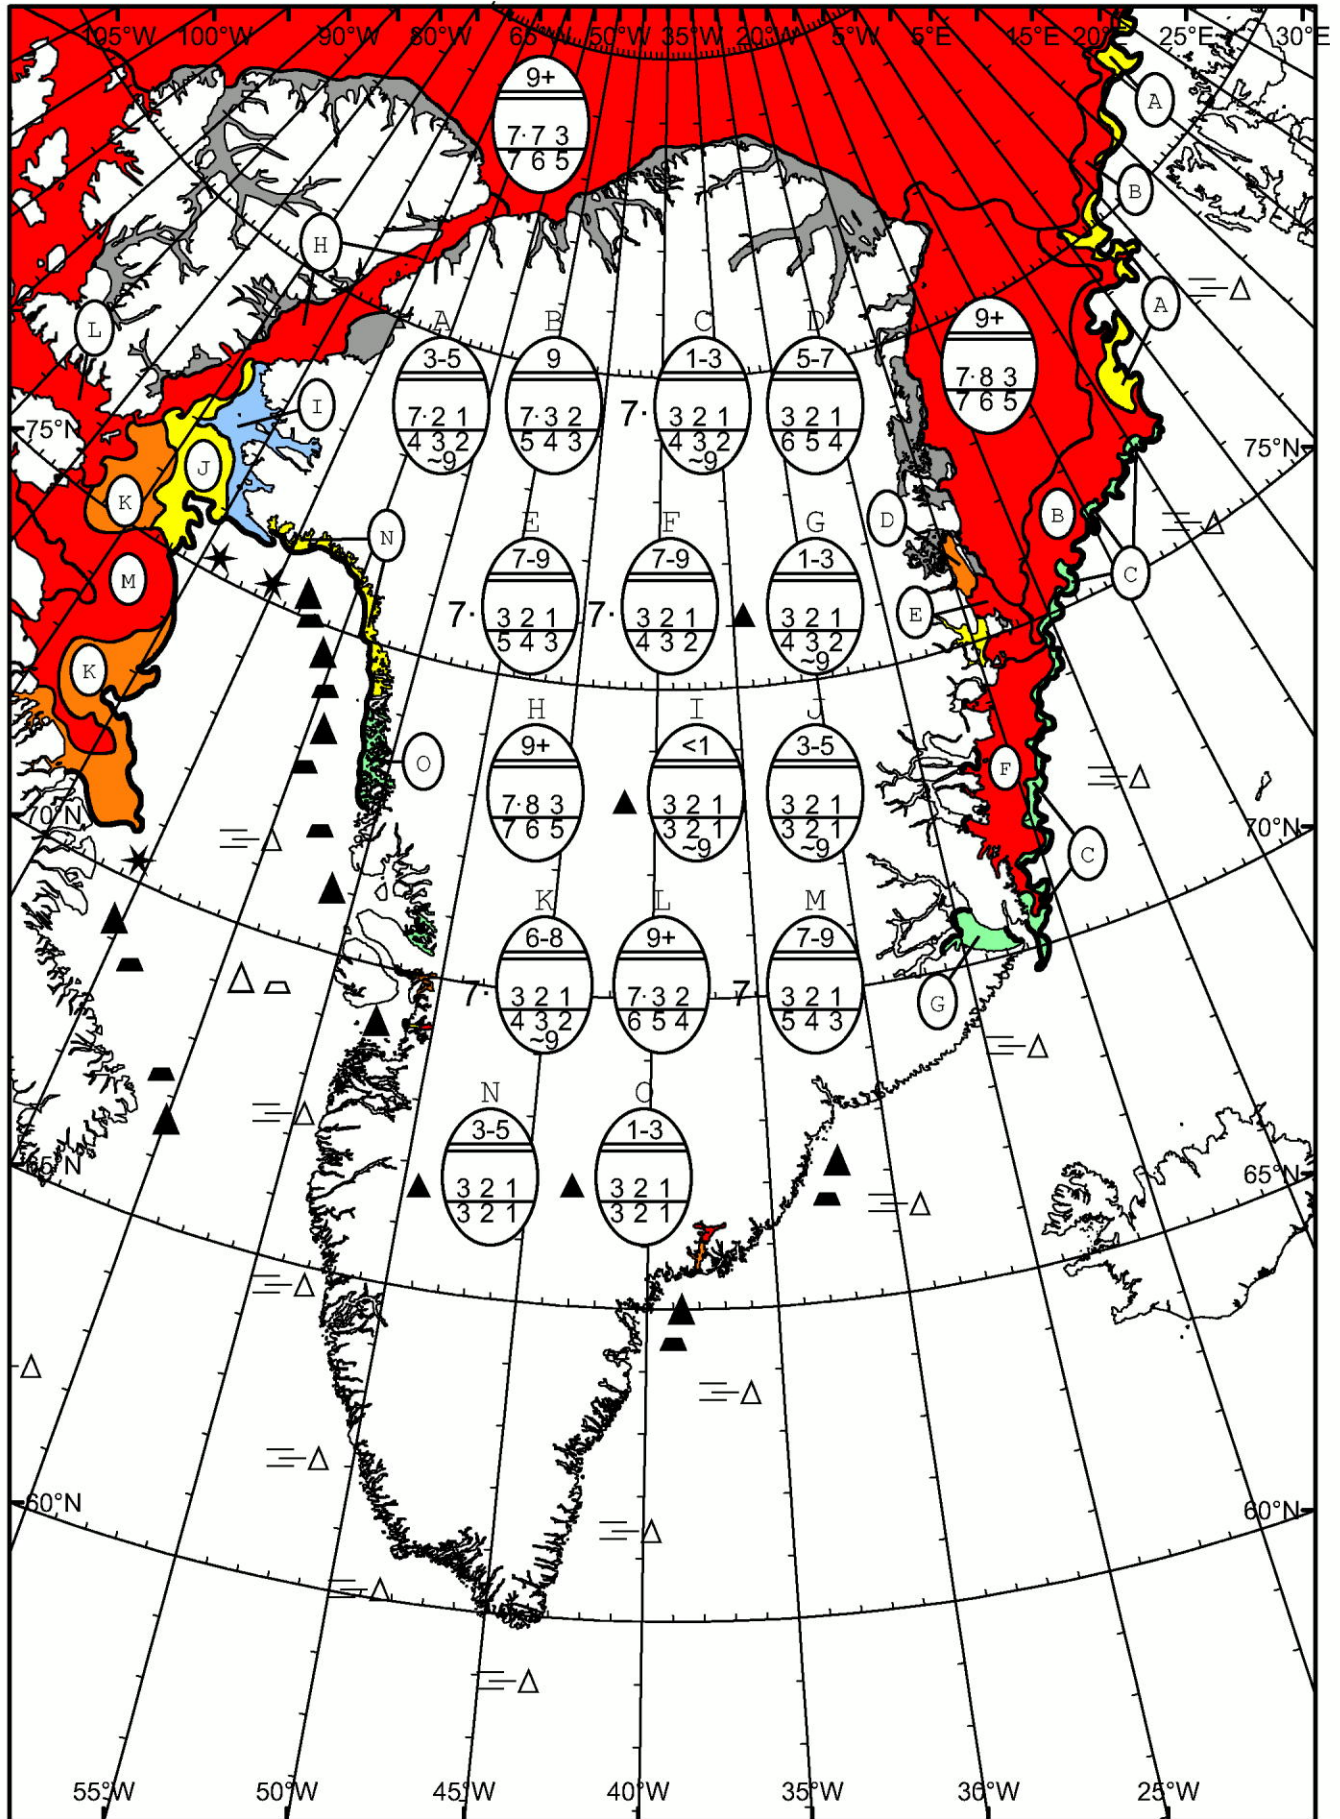 105°W 100°W 90°W 80°W 65°W 50°W 35°W 20°W 5°W 5°E 15°E 20°E 25°E 30°E
9+
7·7 3
7 6 5
A
B
H
L
A
9+
7·8 3
7 6 5
A B C D
3-5 9 1-3 5-7
7·2 1 7·3 2 7· 3 2 1 3 2 1
4 3 2 5 4 3 4 3 2 6 5 4
~9 ~9
I
75°N 75°N
J
K
N
D
B
C
E F G
7-9 7-9 1-3
7· 3 2 1 7· 3 2 1 3 2 1
5 4 3 4 3 2 4 3 2
~9
M
E
K
H I J
9+ <1 3-5
7·8 3 3 2 1 3 2 1
7 6 5 3 2 1 3 2 1
~9 ~9
O
F
70°N 70°N
C
K L M
6-8 9+ 7-9
7· 3 2 1 7·3 2 7· 3 2 1
4 3 2 6 5 4 5 4 3
~9
G
N O
3-5 1-3
3 2 1 3 2 1
3 2 1 3 2 1
65°N 65°N
60°N 60°N
55°W 50°W 45°W 40°W 35°W 30°W 25°W